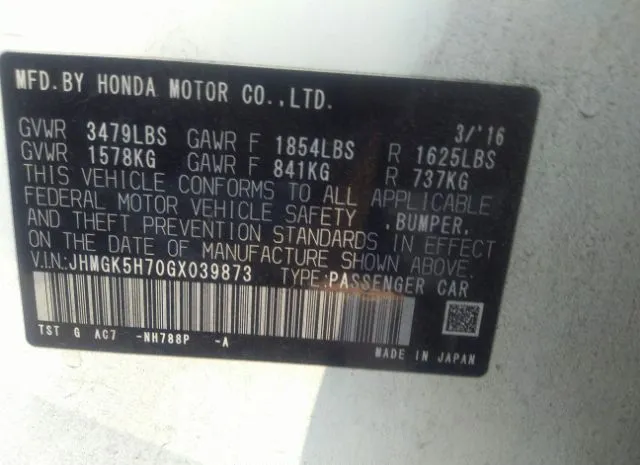 MFD. BY HONDA MOTOR CO., LTD.
3/'16
GVWR 3479LBS GAWR F 1854LBS R 1625LBS
GVWR 1578KG GAWR F 841KG R 737KG
THIS VEHICLE CONFORMS TO ALL APPLICABLE
FEDERAL MOTOR VEHICLE SAFETY, BUMPER,
AND THEFT PREVENTION STANDARDS IN EFFECT
ON THE DATE OF MANUFACTURE SHOWN ABOVE.
V.I.N.:JHMGK5H70GX039873 TYPE:PASSENGER CAR
TST G AC7 -NH788P -A
MADE IN JAPAN